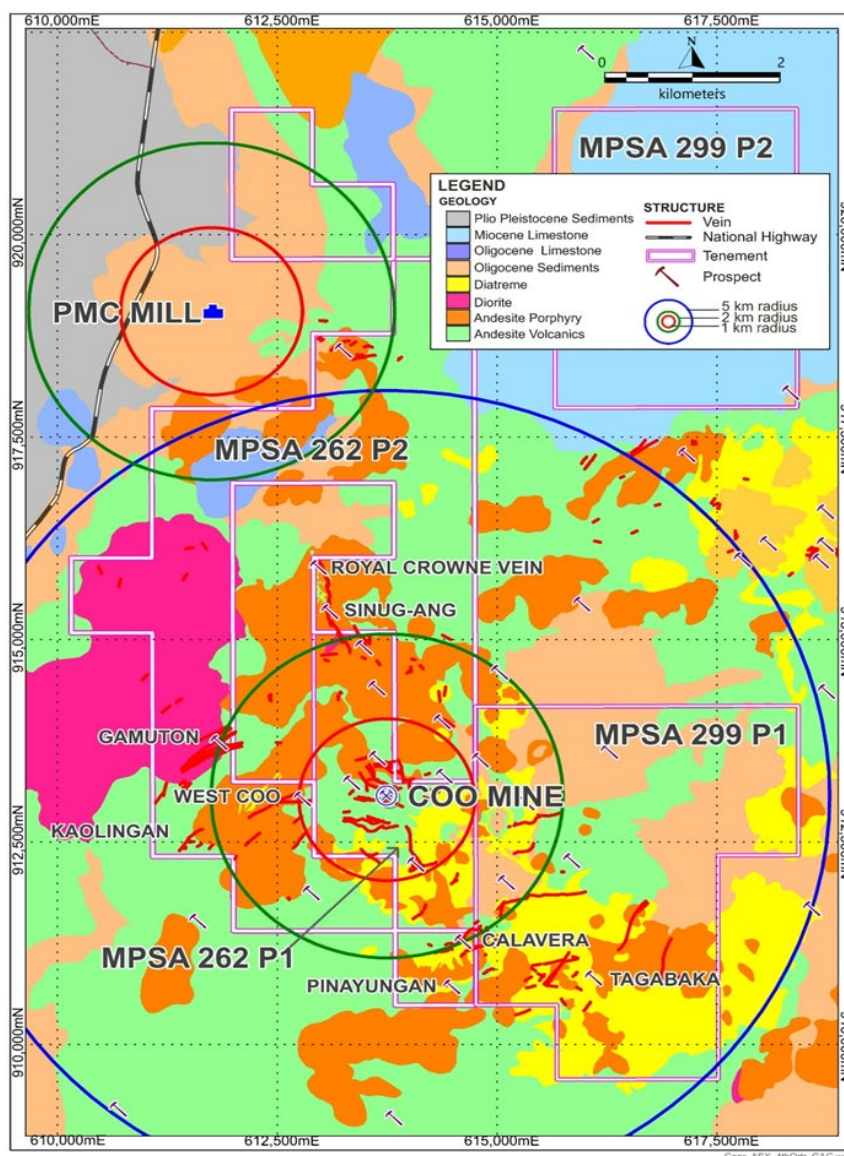 610,000mE 612,500mE 615,000mE 617,500mE
N
0 2
kilometers
MPSA 299 P2
920,000mN
LEGEND
GEOLOGY
Plio Pleistocene Sediments
Miocene Limestone
Oligocene Limestone
Oligocene Sediments
Diatreme
Diorite
Andesite Porphyry
Andesite Volcanics
STRUCTURE
Vein
National Highway
Tenement
Prospect
5 km radius
2 km radius
1 km radius
PMC MILL
917,500mN
MPSA 262 P2
ROYAL CROWNE VEIN
SINUG-ANG
915,000mN
MPSA 299 P1
GAMUTON
WEST COO
COO MINE
KAOLINGAN
912,500mN
MPSA 262 P1
CALAVERA
PINAYUNGAN
TAGABAKA
910,000mN
610,000mE 612,500mE 615,000mE 617,500mE